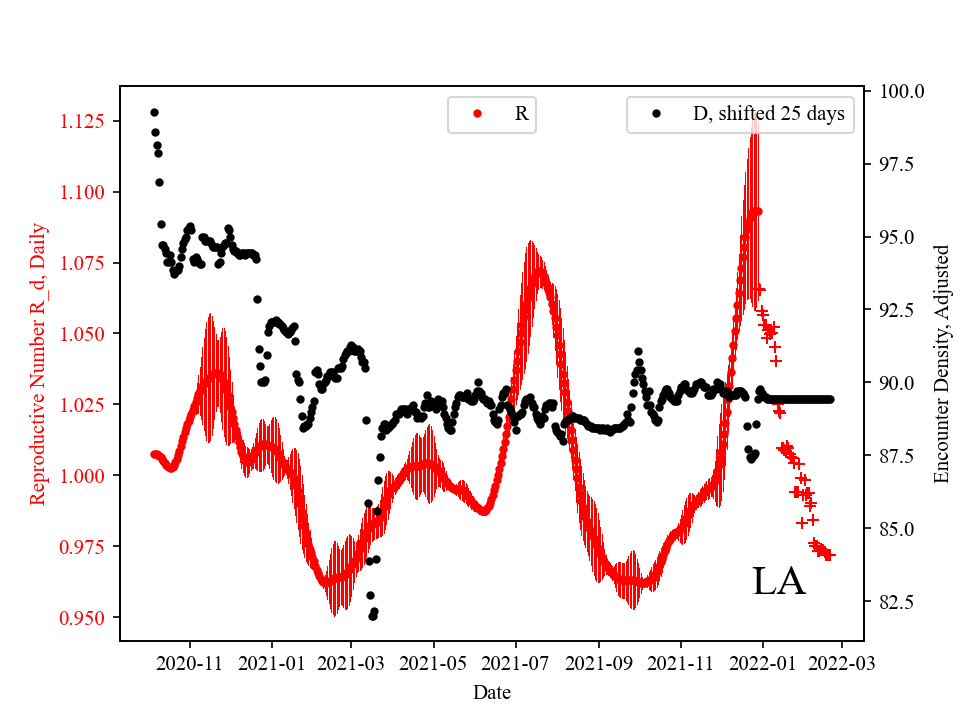 R
D, shifted 25 days
Reproductive Number R_d, Daily
1.125
1.100
1.075
1.050
1.025
1.000
0.975
0.950
100.0
97.5
95.0
92.5
90.0
87.5
85.0
82.5
Encounter Density, Adjusted
LA
2020-11 2021-01 2021-03 2021-05 2021-07 2021-09 2021-11 2022-01 2022-03
Date